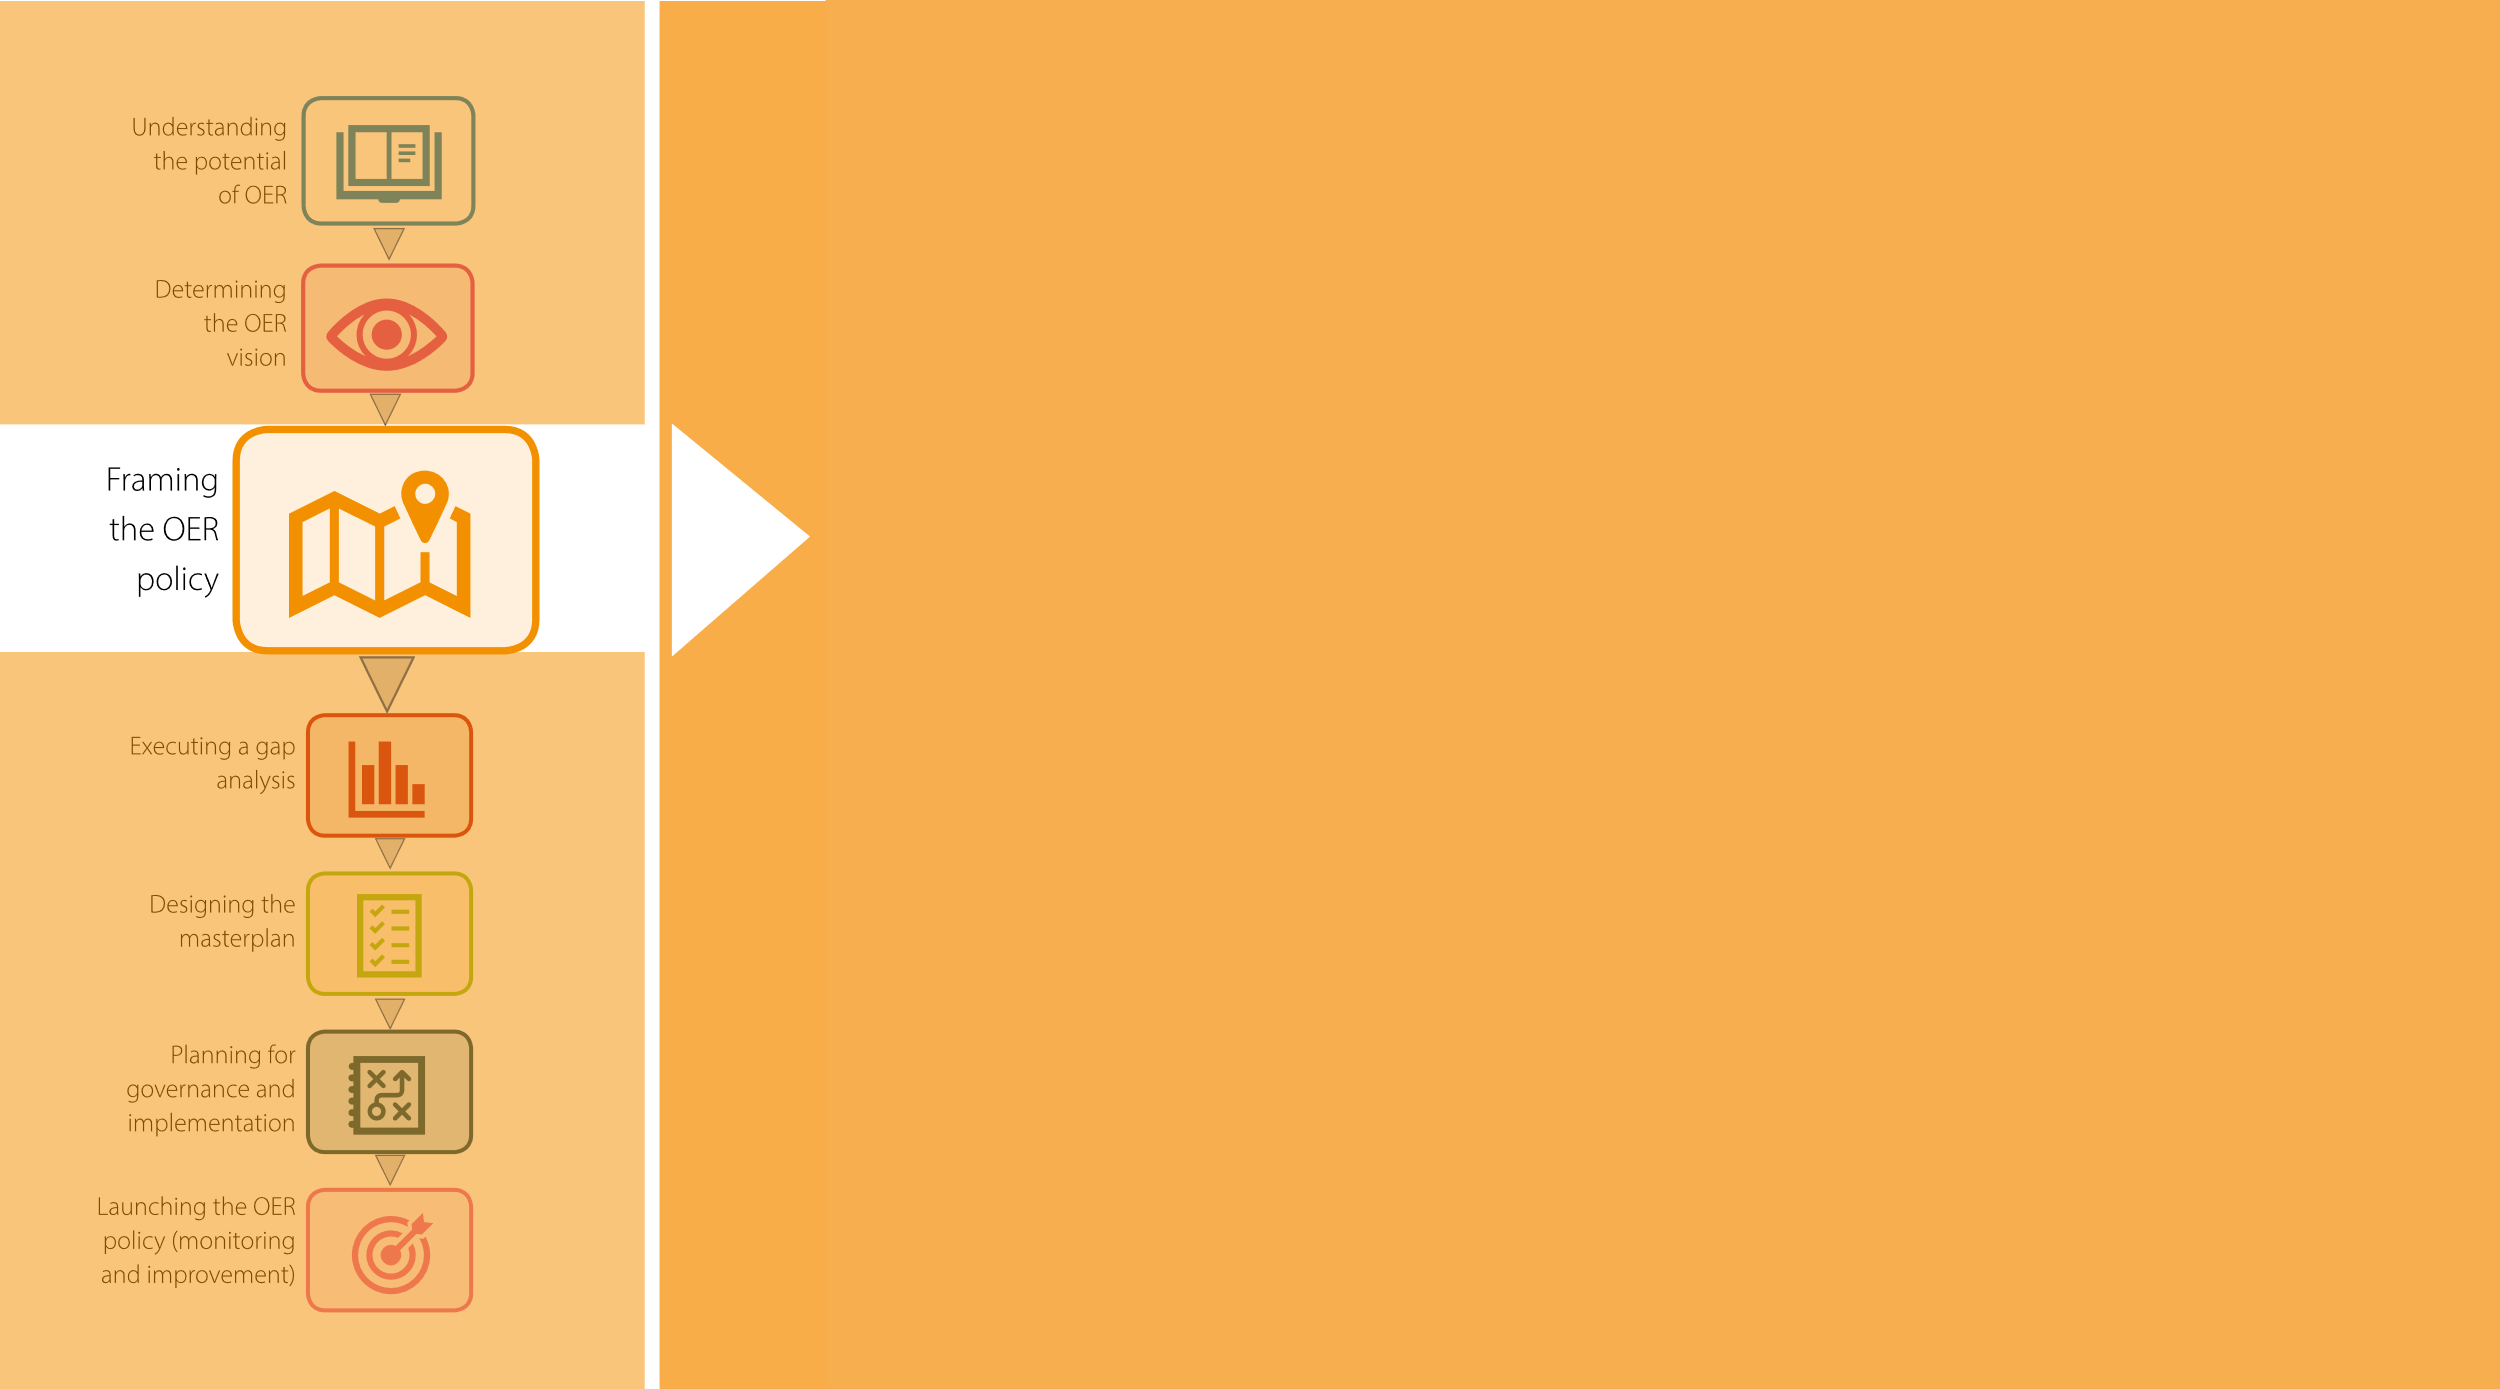 Understanding
the potential
of OER
Determining
the OER
vision
Framing
the OER
policy
Executing a gap
analysis
Designing the
masterplan
Planning for
governance and
implementation
Launching the OER
policy (monotoring
and improvement)